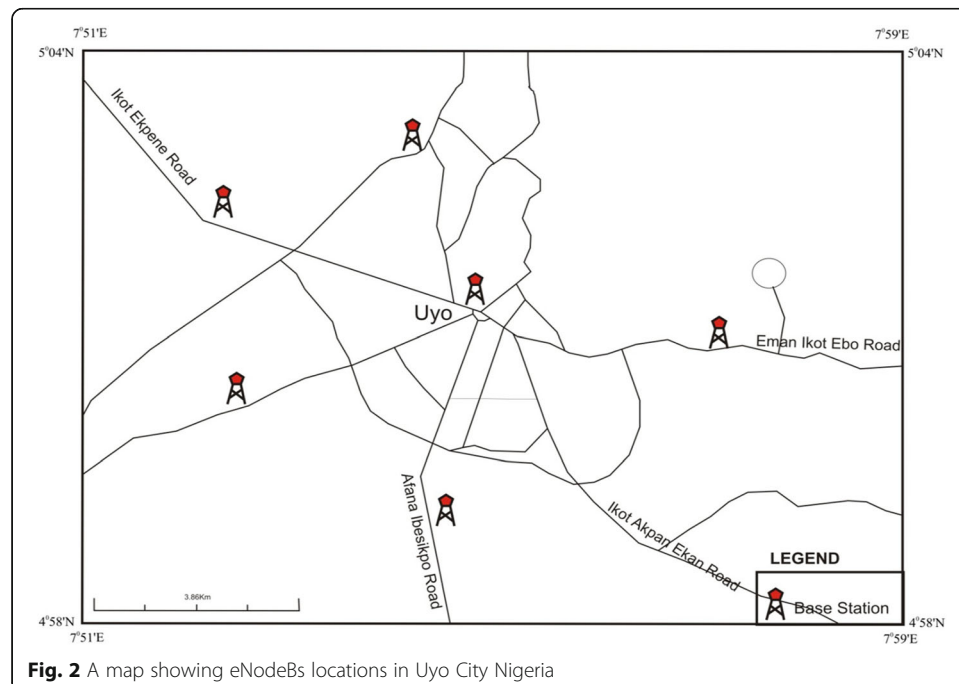 7°51'E 7°59'E
5°04'N 5°04'N
Ikot Ekpene Road
Uyo
Eman Ikot Ebo Road
Afana Ibesikpo Road
Ikot Akpan Ekan Road
LEGEND
Base Station
3.86Km
4°58'N 4°58'N
7°51'E 7°59'E
Fig. 2 A map showing eNodeBs locations in Uyo City Nigeria